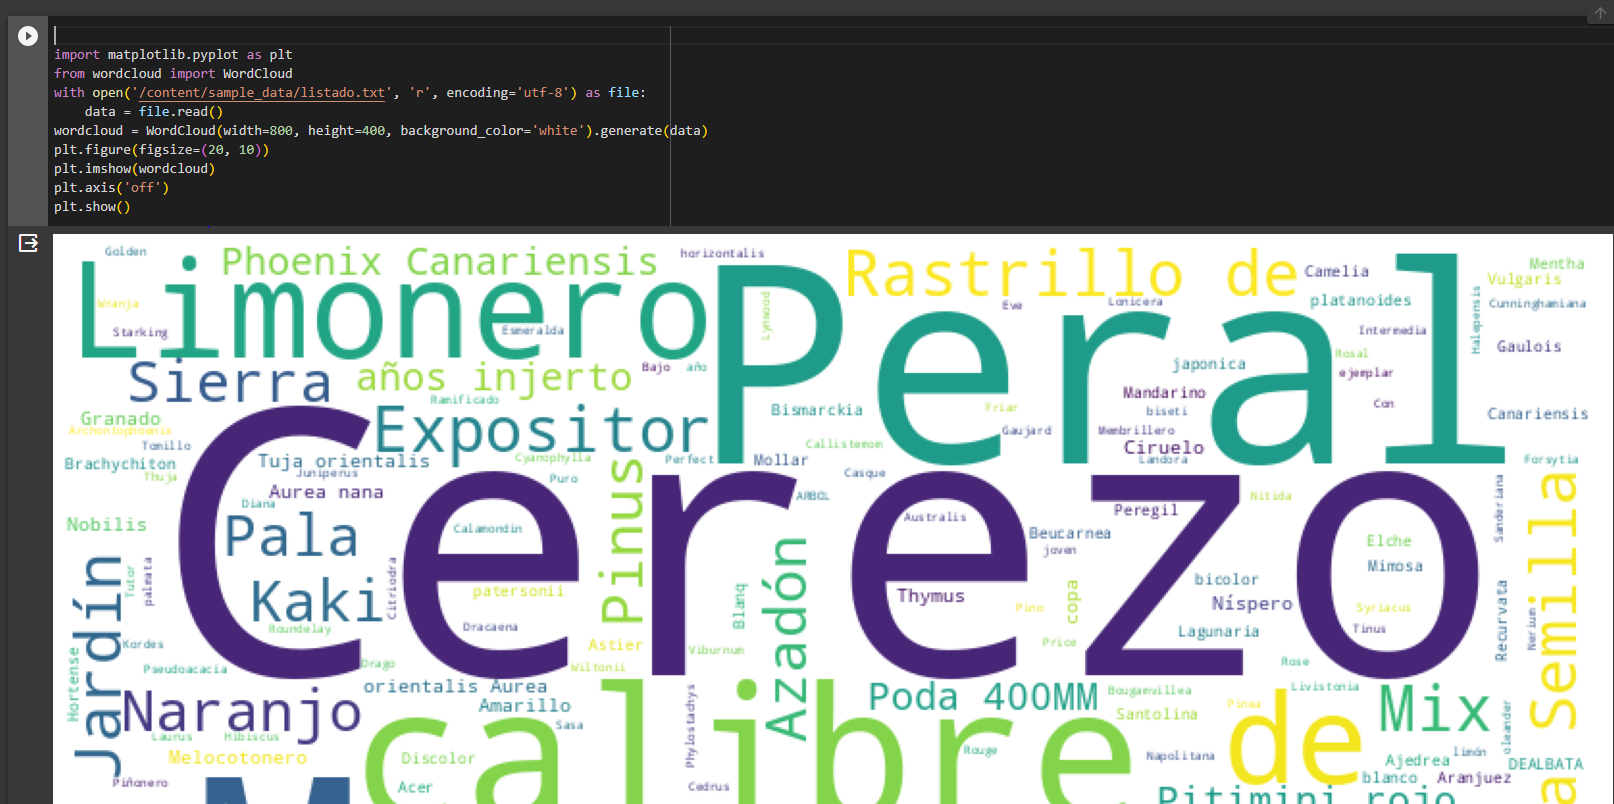 import matplotlib.pyplot as plt
from wordcloud import WordCloud
with open('/content/sample_data/listado.txt', 'r', encoding='utf-8') as file:
    data = file.read()
wordcloud = WordCloud(width=800, height=400, background_color='white').generate(data)
plt.figure(figsize=(20, 10))
plt.imshow(wordcloud)
plt.axis('off')
plt.show()
Golden
Phoenix Canariensis
horizontalis
Rastrillo de
Camelia
Mentha
Vulgaris
Limonero
Peral
Wranja
Starking
Esmeralda
Lynwood
Eve
Lonicera
platanoides
Cunninghamiana
Halepensis
Intermedia
Gaulois
Sierra
años injerto
Bajo
año
japonica
Rosal
ejemplar
Ramificado
Mandarino
Granado
Expositor
Bismarckia
Friar
biseti
Con
Canariensis
Archontophoenix
Tomillo
Gaujard
Membrillero
Callistemom
Ciruelo
Brachychiton
Tuja orientalis
Cyanophylla
Perfect
Mollar
Landora
Forsytia
Thuja
Juniperus
Puro
Casque
Aurea nana
ARBOL
Nitida
Diana
Cerezo
Peregil
Sanderiana
Nobilis
Pala
Calamondin
Pinus
Australis
Beucarnea
joven
Elche
Semilla
Jardín
Tutor
palmata
Kaki
Citriodra
patersonii
Azadón
Blanq
Thymus
Pino
copa
bicolor
Mimosa
Níspero
Syriacus
Recurvata
Nerium
Roundelay
Dracaena
Lagunaria
Tinus
Kordes
Astier
Viburnum
Price
Hortense
Pseudoacacia
Drago
Wiltonii
Rose
orientalis Aurea
Poda 400MM
Bouganvillea
Livistonia
Naranjo
Amarillo
Phylostachys
Santolina
Pinea
Mix
Sasa
calibre
de
oleander
Laurus
Hibiscus
Melocotonero
Discolor
Rouge
Napolitana
Ajedrea
limón
DEALBATA
Piñonero
Acer
Cedrus
blanco
Aranjuez
a
Pitimini rojo